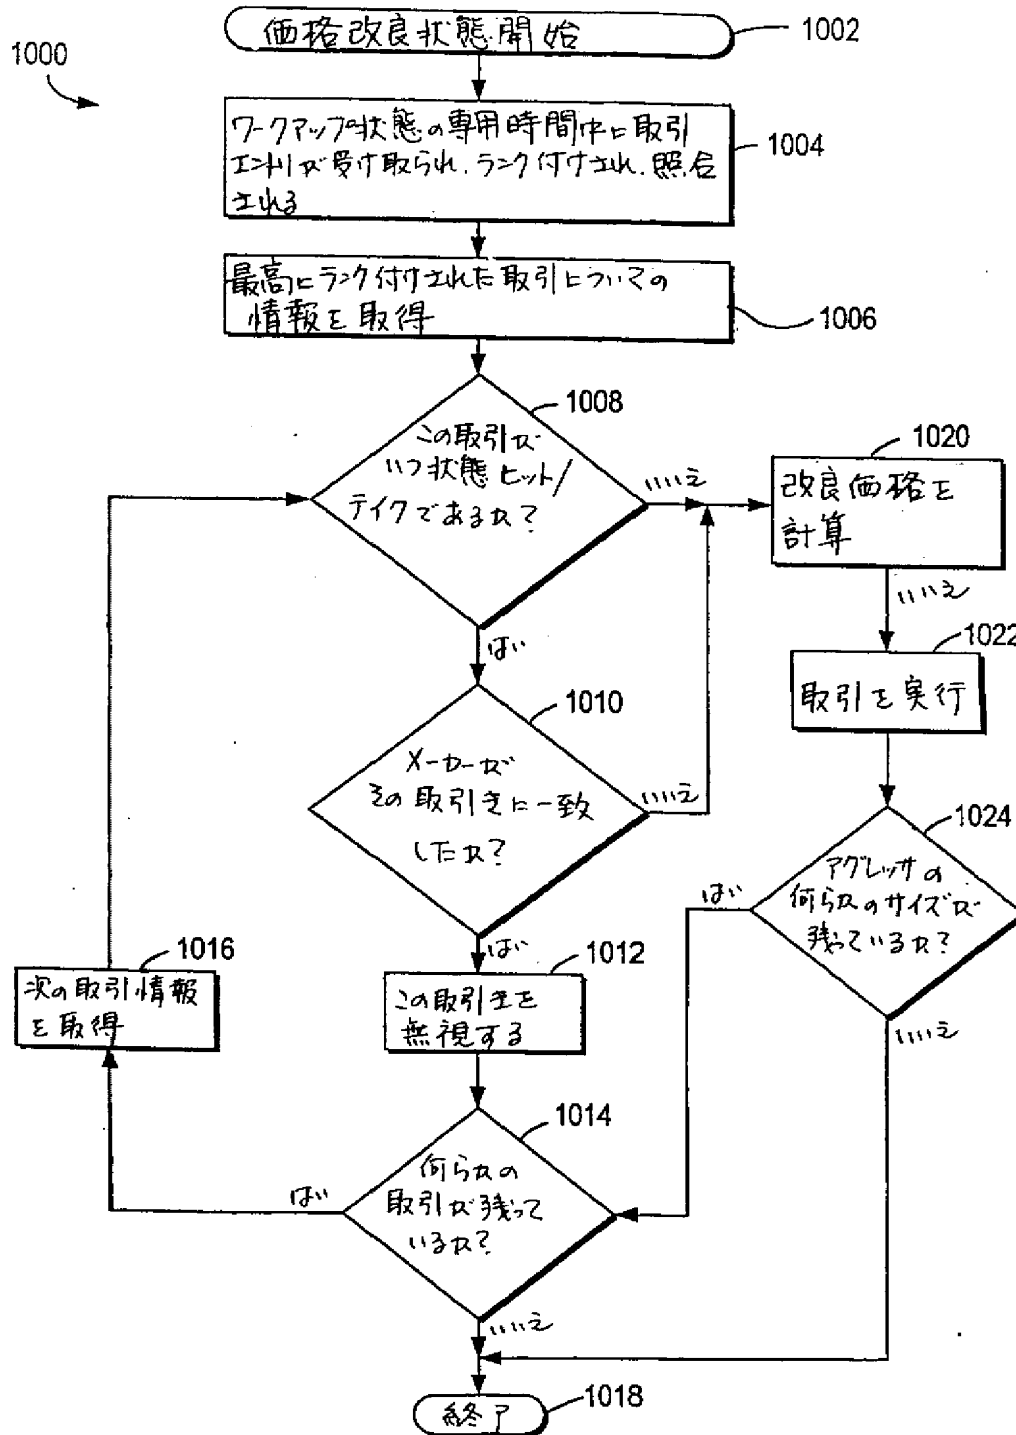 価格改良状態開始
1002
1000
ワークアップ状態の専用時間中に取引
エントリが受け取られ、ランク付けされ、照合
される
1004
最高にランク付けされた取引についての
情報を取得
1006
1008
この取引が
いつ状態ヒット/
テイクであるか?
いいえ
はい
1020
改良価格を
計算
いいえ
1022
取引を実行
1010
メーカーが
その取引きに一致
したか?
いいえ
はい
1024
アグレッサの
何らかのサイズが
残っているか?
はい
いいえ
1016
次の取引情報
を取得
1012
この取引きを
無視する
1014
何らかの
取引が残って
いるか?
はい
いいえ
終了
1018